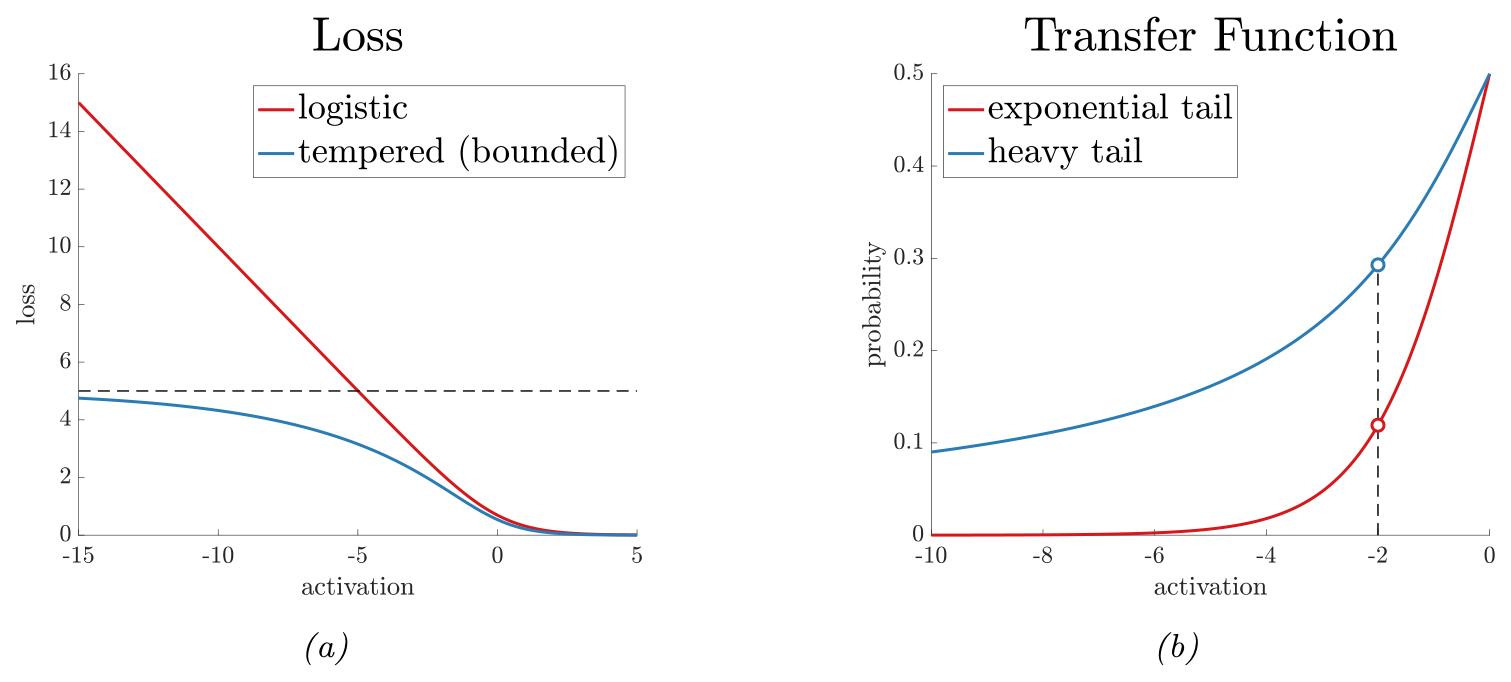 Loss
16
14
12
10
8
6
4
2
0
loss
logistic
tempered (bounded)
-15
-10
-5
0
5
activation
(a)
Transfer Function
0.5
0.4
0.3
0.2
0.1
0
probability
exponential tail
heavy tail
-10
-8
-6
-4
-2
0
activation
(b)